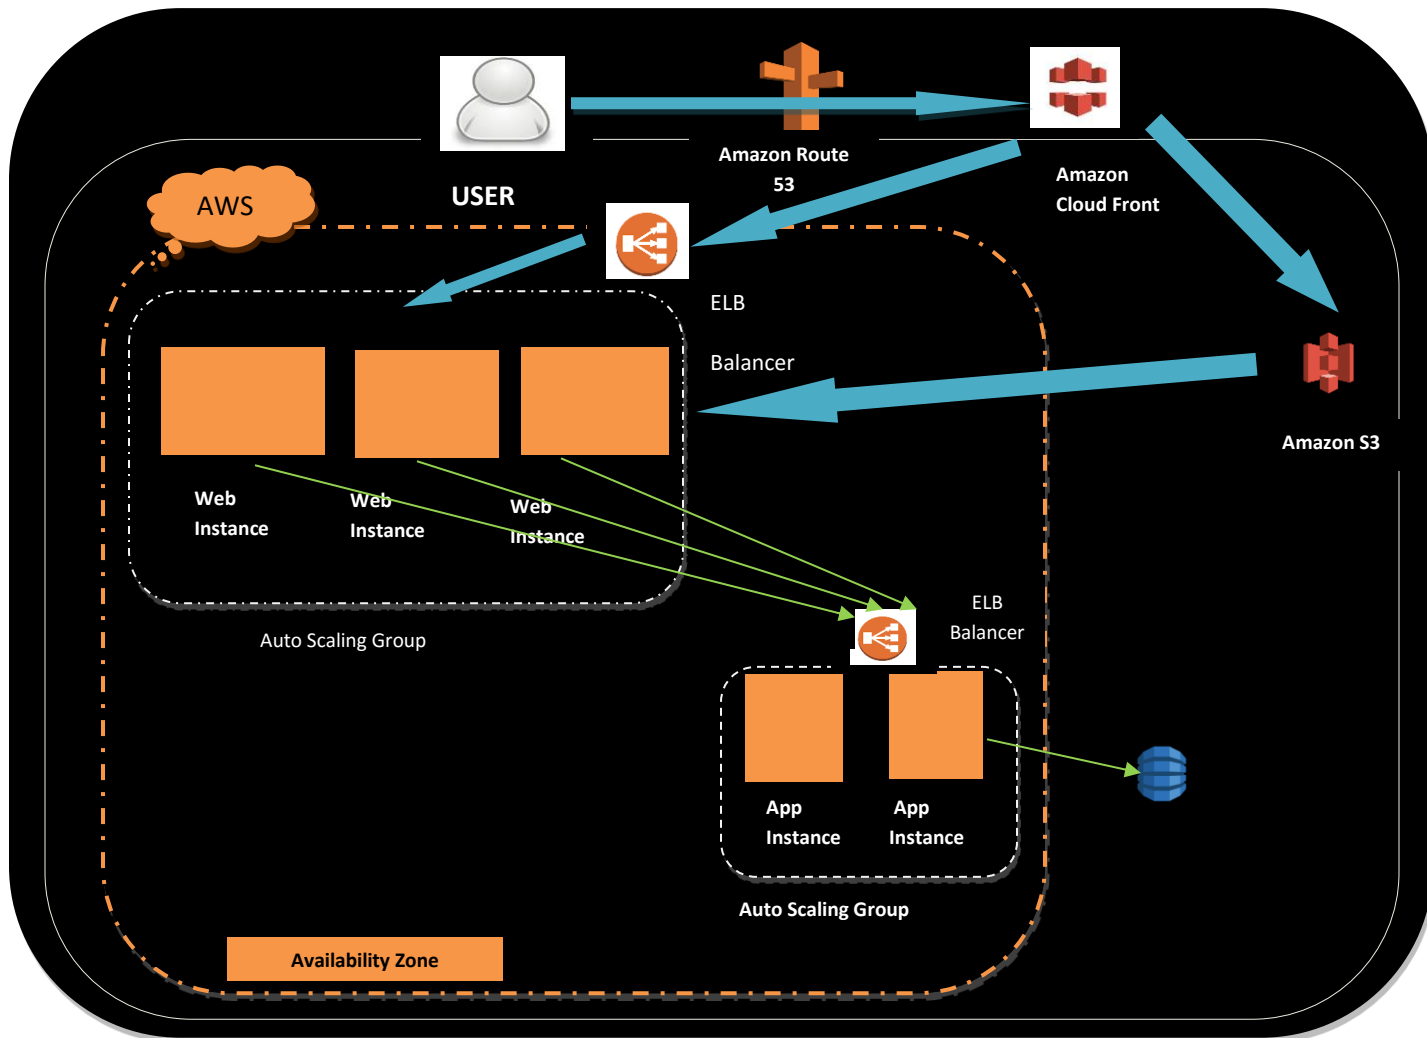 Amazon Route
53
Amazon
Cloud Front
USER
AWS
ELB
Balancer
Amazon S3
Web
Instance
Web
Instance
Web
Instance
Auto Scaling Group
ELB
Balancer
App
Instance
App
Instance
Auto Scaling Group
Availability Zone